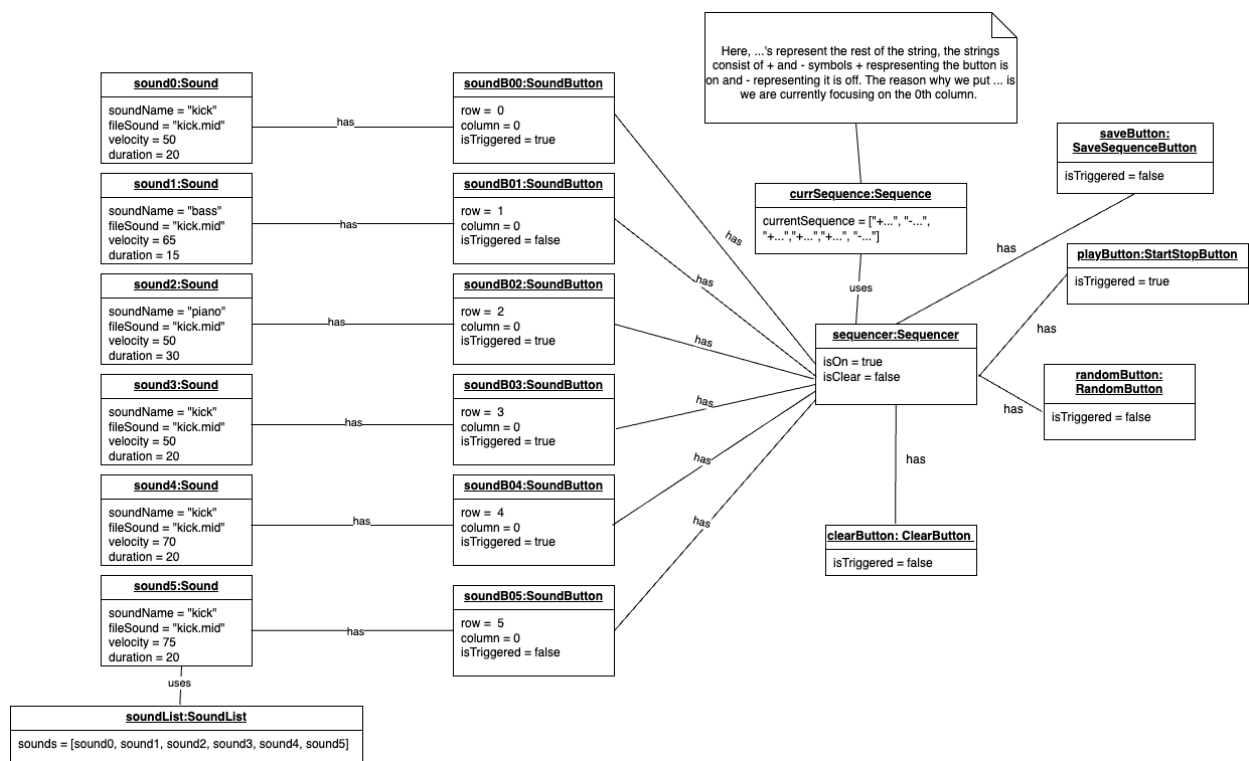 Here, ...'s represent the rest of the string, the strings
consist of + and - symbols + respresenting the button is
on and - representing it is off. The reason why we put ... is
we are currently focusing on the 0th column.
sound0:Sound
soundName = "kick"
fileSound = "kick.mid"
velocity = 50
duration = 20
has
soundB00:SoundButton
row = 0
column = 0
isTriggered = true
has
sound1:Sound
soundName = "bass"
fileSound = "kick.mid"
velocity = 65
duration = 15
has
soundB01:SoundButton
row = 1
column = 0
isTriggered = false
has
sound2:Sound
soundName = "piano"
fileSound = "kick.mid"
velocity = 50
duration = 30
has
soundB02:SoundButton
row = 2
column = 0
isTriggered = true
has
sound3:Sound
soundName = "kick"
fileSound = "kick.mid"
velocity = 50
duration = 20
has
soundB03:SoundButton
row = 3
column = 0
isTriggered = true
has
sound4:Sound
soundName = "kick"
fileSound = "kick.mid"
velocity = 70
duration = 20
has
soundB04:SoundButton
row = 4
column = 0
isTriggered = true
has
sound5:Sound
soundName = "kick"
fileSound = "kick.mid"
velocity = 75
duration = 20
has
soundB05:SoundButton
row = 5
column = 0
isTriggered = false
has
uses
soundList:SoundList
sounds = [sound0, sound1, sound2, sound3, sound4, sound5]
currSequence:Sequence
currentSequence = ["+...", "-...",
"+...","+...","+...", "-..."]
uses
sequencer:Sequencer
isOn = true
isClear = false
has
saveButton:
SaveSequenceButton
isTriggered = false
has
playButton:StartStopButton
isTriggered = true
has
randomButton:
RandomButton
isTriggered = false
has
clearButton: ClearButton
isTriggered = false